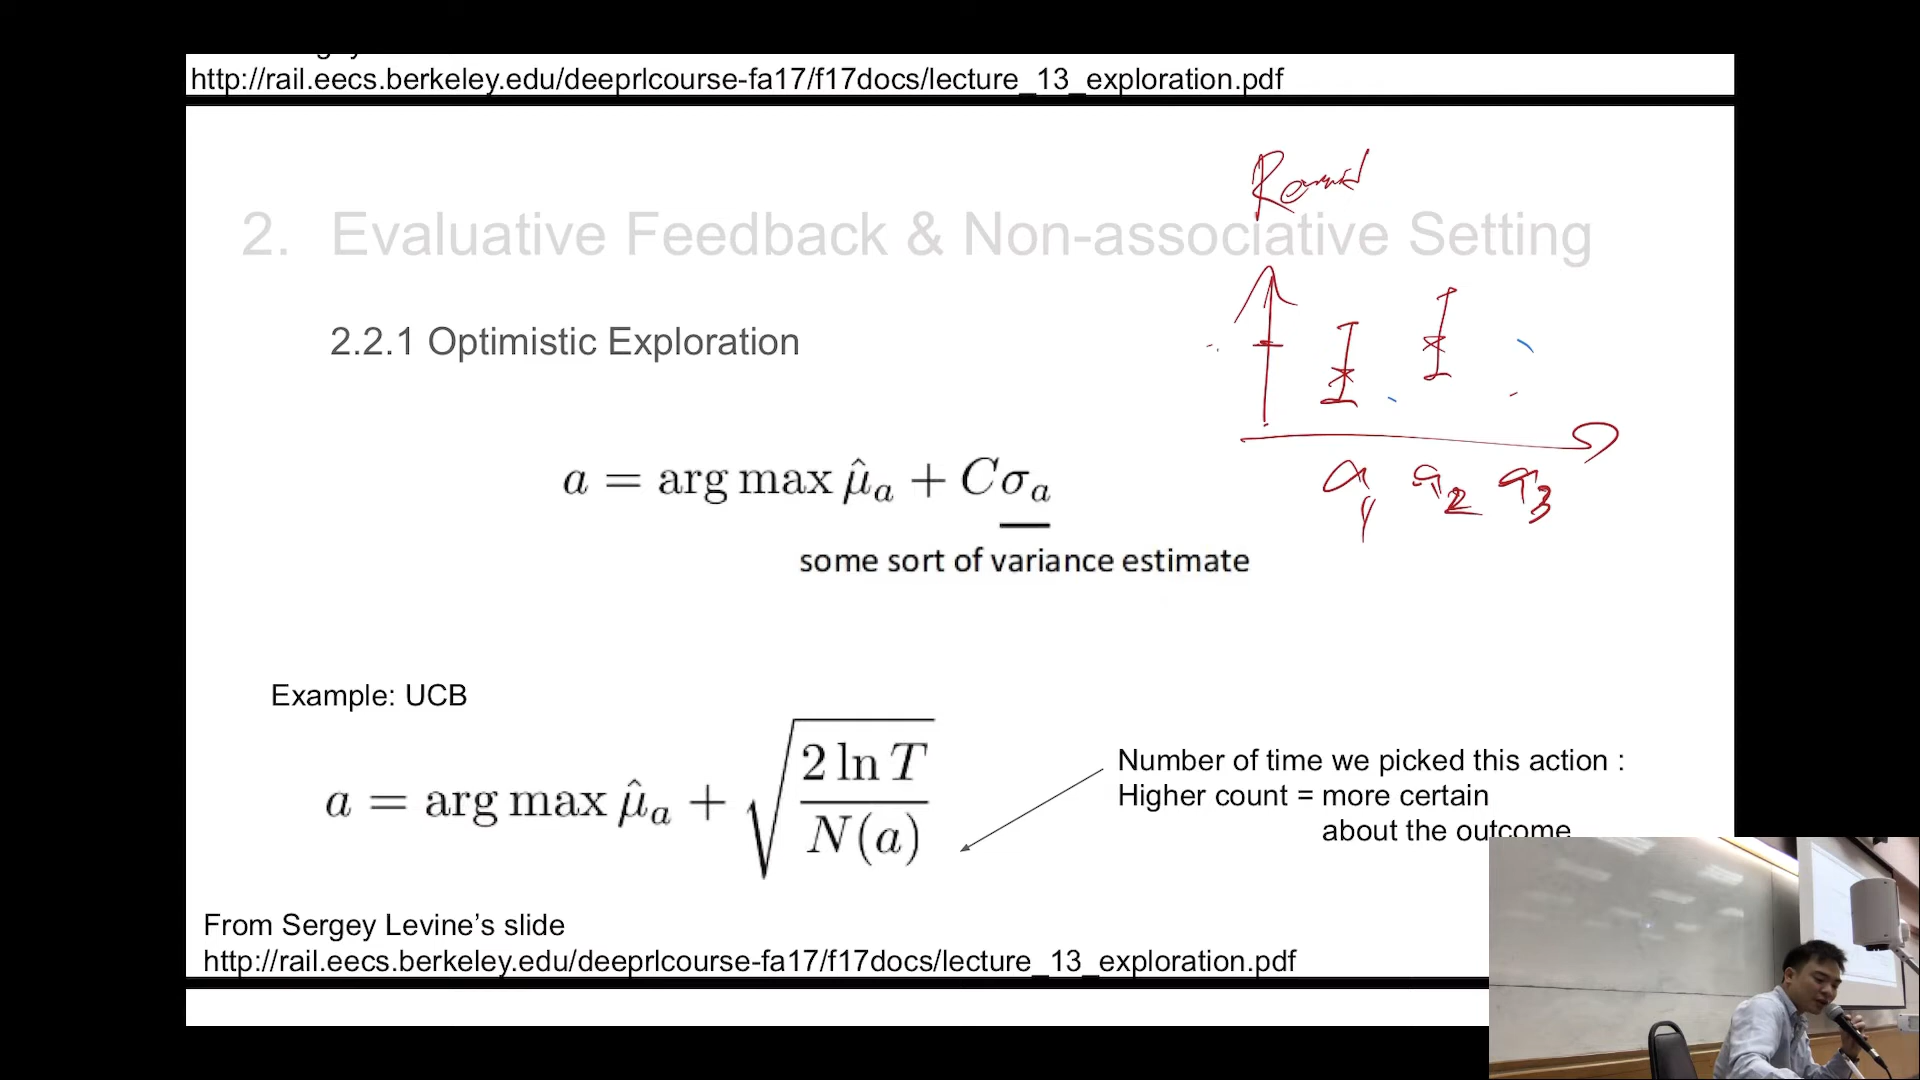 http://rail.eecs.berkeley.edu/deeprlcourse-fa17/f17docs/lecture_13_exploration.pdf
Reward
2. Evaluative Feedback & Non-associative Setting
2.2.1 Optimistic Exploration
a = arg max μ̂_a + Cσ_a
a_1 a_2 a_3
some sort of variance estimate
Example: UCB
a = arg max μ̂_a + √(2 ln T / N(a))
Number of time we picked this action :
Higher count = more certain
about the outcome
From Sergey Levine’s slide
http://rail.eecs.berkeley.edu/deeprlcourse-fa17/f17docs/lecture_13_exploration.pdf